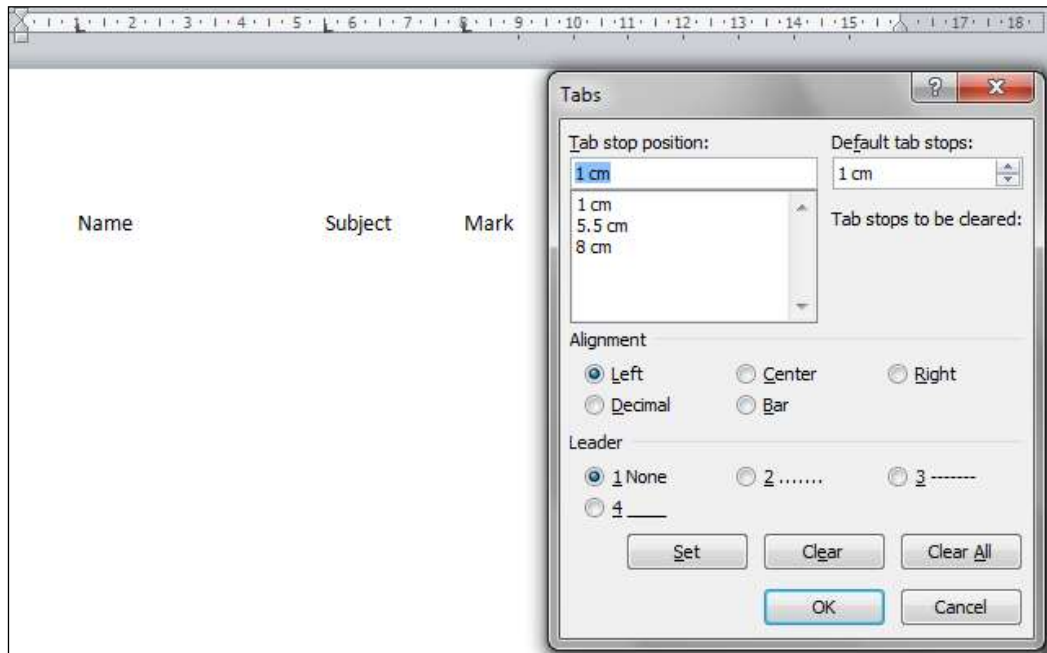 1 2 3 4 5 6 7 8 9 10 11 12 13 14 15 17 18
Name Subject Mark
Tabs
?
Tab stop position: Default tab stops:
1 cm 1 cm
1 cm
5.5 cm
8 cm
Tab stops to be cleared:
Alignment
Left Center Right
Decimal Bar
Leader
1 None 2 ....... 3 -------
4 ____
Set Clear Clear All
OK Cancel